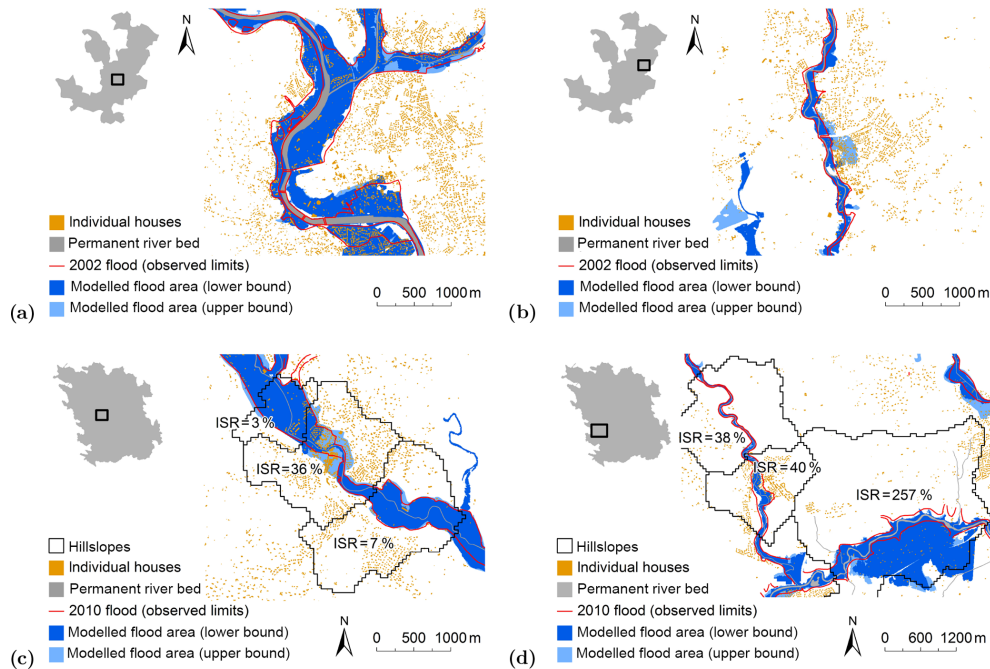 N
Individual houses
Permanent river bed
2002 flood (observed limits)
Modelled flood area (lower bound)
Modelled flood area (upper bound)
0 500 1000 m
(a)
N
Individual houses
Permanent river bed
2002 flood (observed limits)
Modelled flood area (lower bound)
Modelled flood area (upper bound)
0 500 1000 m
(b)
ISR = 3 %
ISR = 36 %
ISR = 7 %
Hillslopes
Individual houses
Permanent river bed
2010 flood (observed limits)
Modelled flood area (lower bound)
Modelled flood area (upper bound)
N
0 500 1000 m
(c)
ISR = 38 %
ISR = 40 %
ISR = 257 %
Hillslopes
Individual houses
Permanent river bed
2010 flood (observed limits)
Modelled flood area (lower bound)
Modelled flood area (upper bound)
N
0 600 1200 m
(d)